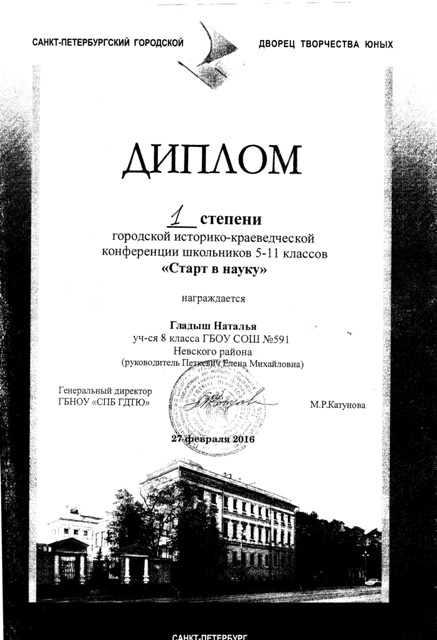 САНКТ-ПЕТЕРБУРГСКИЙ ГОРОДСКОЙ ДВОРЕЦ ТВОРЧЕСТВА ЮНЫХ
ДИПЛОМ
1 степени
городской историко-краеведческой
конференции школьников 5-11 классов
«Старт в науку»
награждается
Гладыш Наталья
уч-ся 8 класса ГБОУ СОШ №591
Невского района
(руководитель Петкевич Елена Михайловна)
Генеральный директор
ГБНОУ «СПБ ГДТЮ» М.Р.Катунова
27 февраля 2016
САНКТ-ПЕТЕРБУРГ